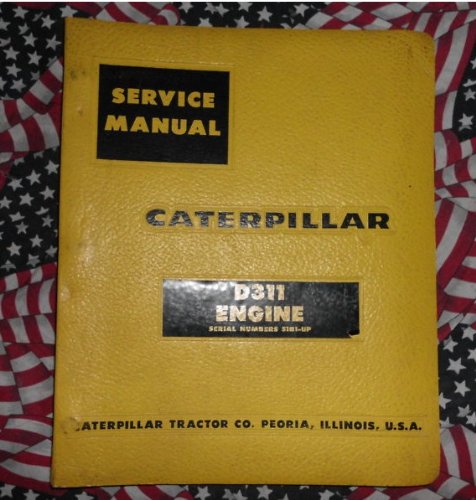 SERVICE
MANUAL
CATERPILLAR
D311
ENGINE
SERIAL NUMBERS 51B1-UP
CATERPILLAR TRACTOR CO. PEORIA, ILLINOIS, U.S.A.